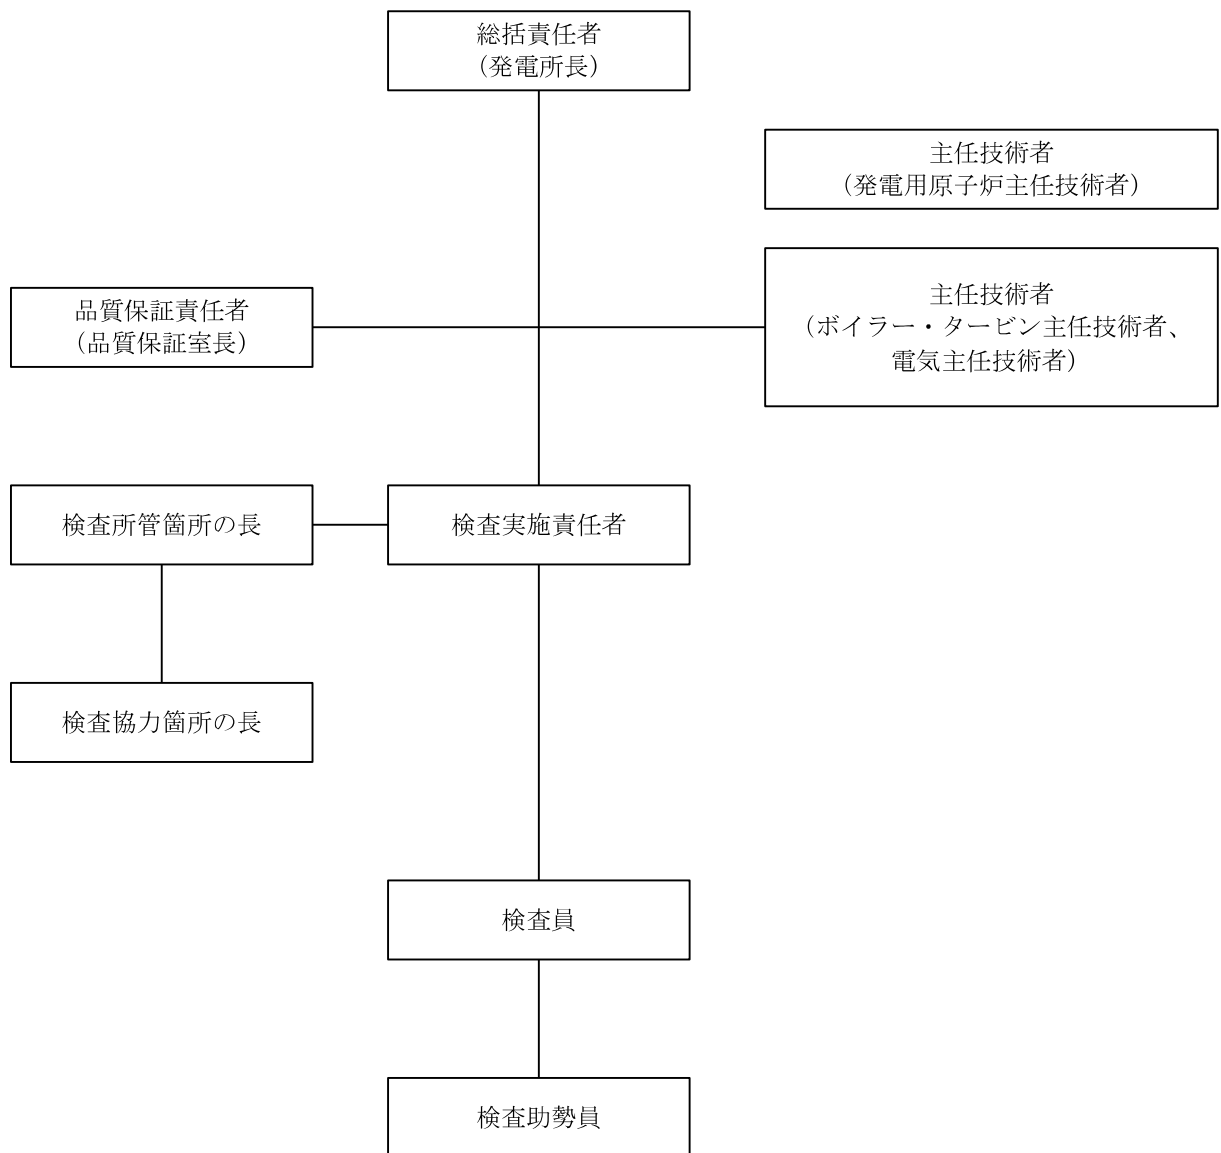 総括責任者
（発電所長）
主任技術者
（発電用原子炉主任技術者）
品質保証責任者
（品質保証室長）
主任技術者
（ボイラー・タービン主任技術者、
電気主任技術者）
検査所管箇所の長
検査実施責任者
検査協力箇所の長
検査員
検査助勢員